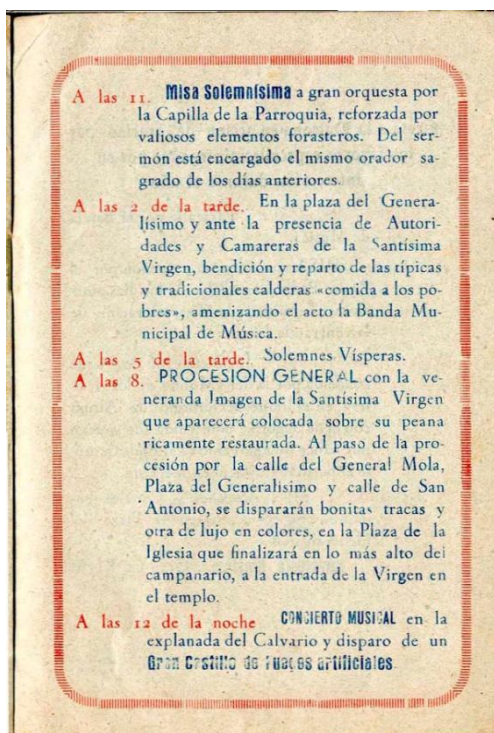 A las 11. Misa Solemnísima a gran orquesta por
la Capilla de la Parroquia, reforzada por
valiosos elementos forasteros. Del ser-
món está encargado el mismo orador sa-
grado de los días anteriores.
A las 2 de la tarde. En la plaza del Genera-
lísimo y ante la presencia de Autori-
dades y Camareras de la Santísima
Virgen, bendición y reparto de las típicas
y tradicionales calderas «comida a los po-
bres», amenizando el acto la Banda Mu-
nicipal de Música.
A las 5 de la tarde. Solemnes Vísperas.
A las 8. PROCESION GENERAL con la ve-
neranda Imagen de la Santísima Virgen
que aparecerá colocada sobre su peana
ricamente restaurada. Al paso de la pro-
cesión por la calle del General Mola,
Plaza del Generalisimo y calle de San
Antonio, se dispararán bonitas tracas y
otra de lujo en colores, en la Plaza de la
Iglesia que finalizará en lo más alto del
campanario, a la entrada de la Virgen en
el templo.
A las 12 de la noche CONCIERTO MUSICAL en la
explanada del Calvario y disparo de un
Gran Castillo de Fuegos artificiales